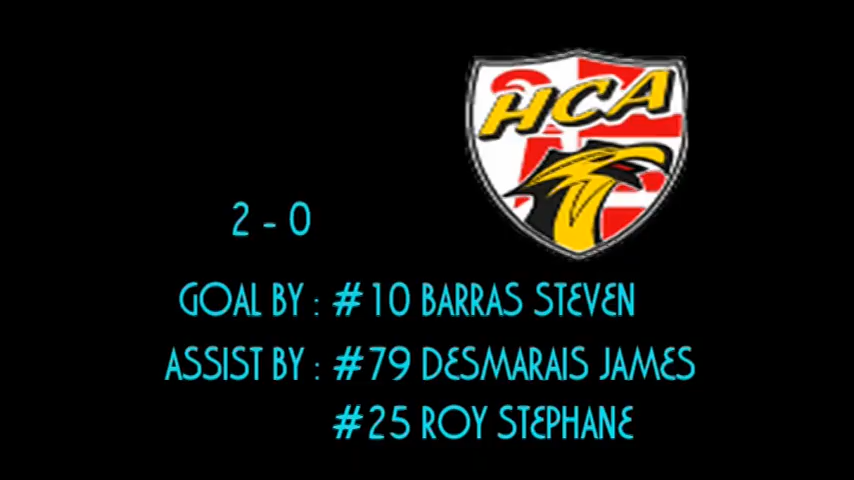 HCA
2 - 0
GOAL BY : #10 BARRAS STEVEN
ASSIST BY : #79 DESMARAIS JAMES
#25 ROY STEPHANE